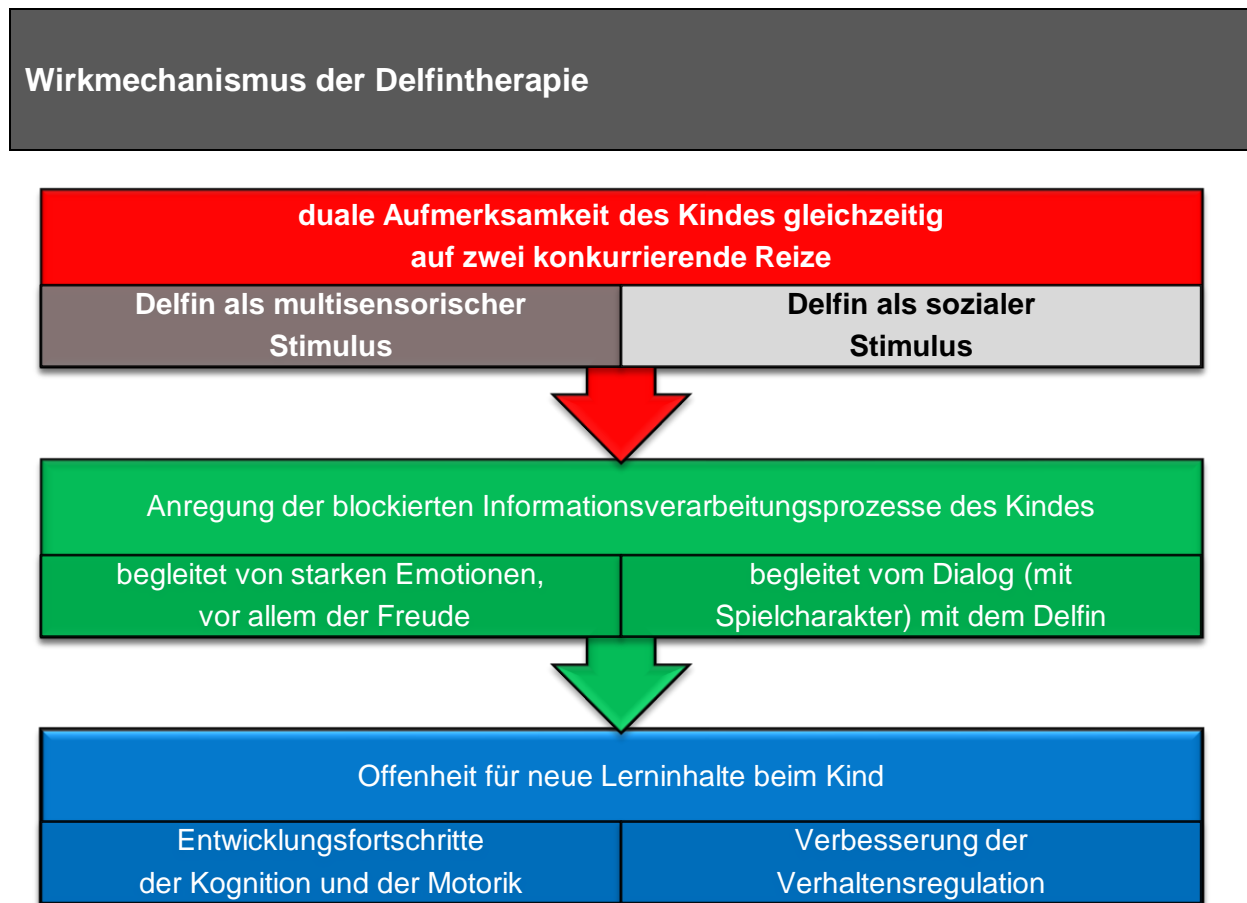 Wirkmechanismus der Delfintherapie
duale Aufmerksamkeit des Kindes gleichzeitig
auf zwei konkurrierende Reize
Delfin als multisensorischer
Stimulus
Delfin als sozialer
Stimulus
Anregung der blockierten Informationsverarbeitungsprozesse des Kindes
begleitet von starken Emotionen,
vor allem der Freude
begleitet vom Dialog (mit
Spielcharakter) mit dem Delfin
Offenheit für neue Lerninhalte beim Kind
Entwicklungsfortschritte
der Kognition und der Motorik
Verbesserung der
Verhaltensregulation